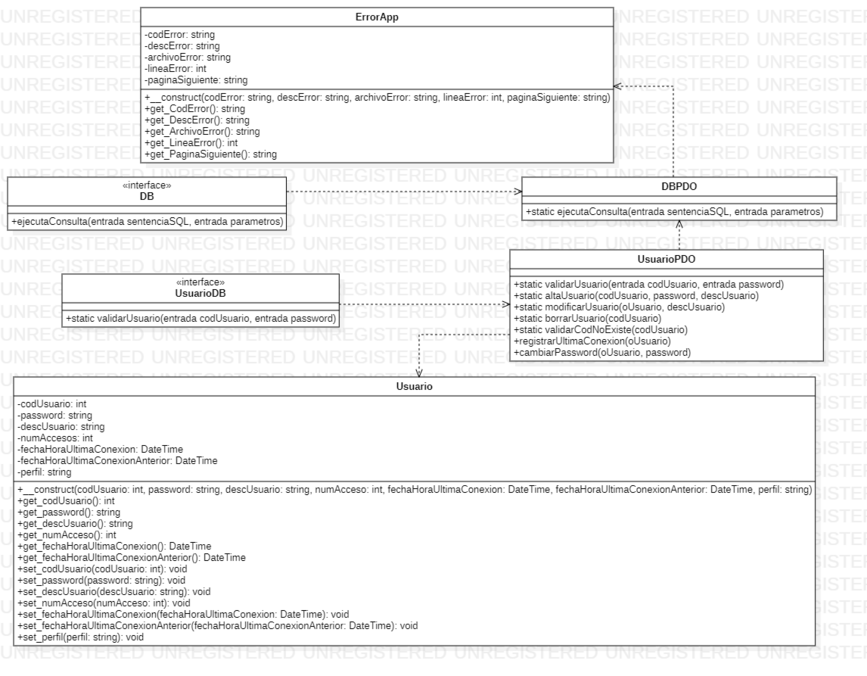 ErrorApp
-codError: string
-descError: string
-archivoError: string
-lineaError: int
-paginaSiguiente: string
+__construct(codError: string, descError: string, archivoError: string, lineaError: int, paginaSiguiente: string)
+get_CodError(): string
+get_DescError(): string
+get_ArchivoError(): string
+get_LineaError(): int
+get_PaginaSiguiente(): string
«interface»
DB
+ejecutaConsulta(entrada sentenciaSQL, entrada parametros)
DBPDO
+static ejecutaConsulta(entrada sentenciaSQL, entrada parametros)
«interface»
UsuarioDB
+static validarUsuario(entrada codUsuario, entrada password)
UsuarioPDO
+static validarUsuario(entrada codUsuario, entrada password)
+static altaUsuario(codUsuario, password, descUsuario)
+static modificarUsuario(oUsuario, descUsuario)
+static borrarUsuario(codUsuario)
+static validarCodNoExiste(codUsuario)
+registrarUltimaConexion(oUsuario)
+cambiarPassword(oUsuario, password)
Usuario
-codUsuario: int
-password: string
-descUsuario: string
-numAccesos: int
-fechaHoraUltimaConexion: DateTime
-fechaHoraUltimaConexionAnterior: DateTime
-perfil: string
+__construct(codUsuario: int, password: string, descUsuario: string, numAcceso: int, fechaHoraUltimaConexion: DateTime, fechaHoraUltimaConexionAnterior: DateTime, perfil: string)
+get_codUsuario(): int
+get_password(): string
+get_descUsuario(): string
+get_numAcceso(): int
+get_fechaHoraUltimaConexion(): DateTime
+get_fechaHoraUltimaConexionAnterior(): DateTime
+set_codUsuario(codUsuario: int): void
+set_password(password: string): void
+set_descUsuario(descUsuario: string): void
+set_numAcceso(numAcceso: int): void
+set_fechaHoraUltimaConexion(fechaHoraUltimaConexion: DateTime): void
+set_fechaHoraUltimaConexionAnterior(fechaHoraUltimaConexionAnterior: DateTime): void
+set_perfil(perfil: string): void
UNREGISTERED UNREGISTERED UNREGISTERED UNREGISTERED UNREGISTERED